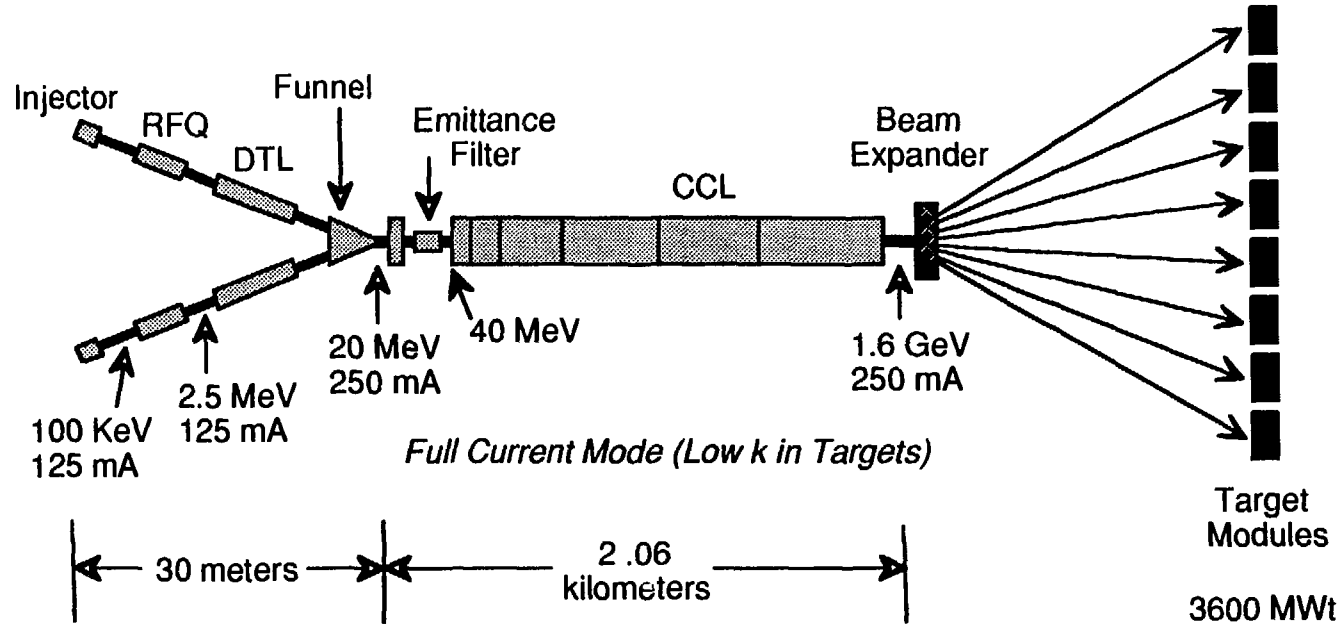 Injector
RFQ
DTL
Funnel
Emittance
Filter
CCL
Beam
Expander
100 KeV
125 mA
2.5 MeV
125 mA
20 MeV
250 mA
40 MeV
1.6 GeV
250 mA
Full Current Mode (Low k in Targets)
Target
Modules
30 meters
2 .06
kilometers
3600 MWt